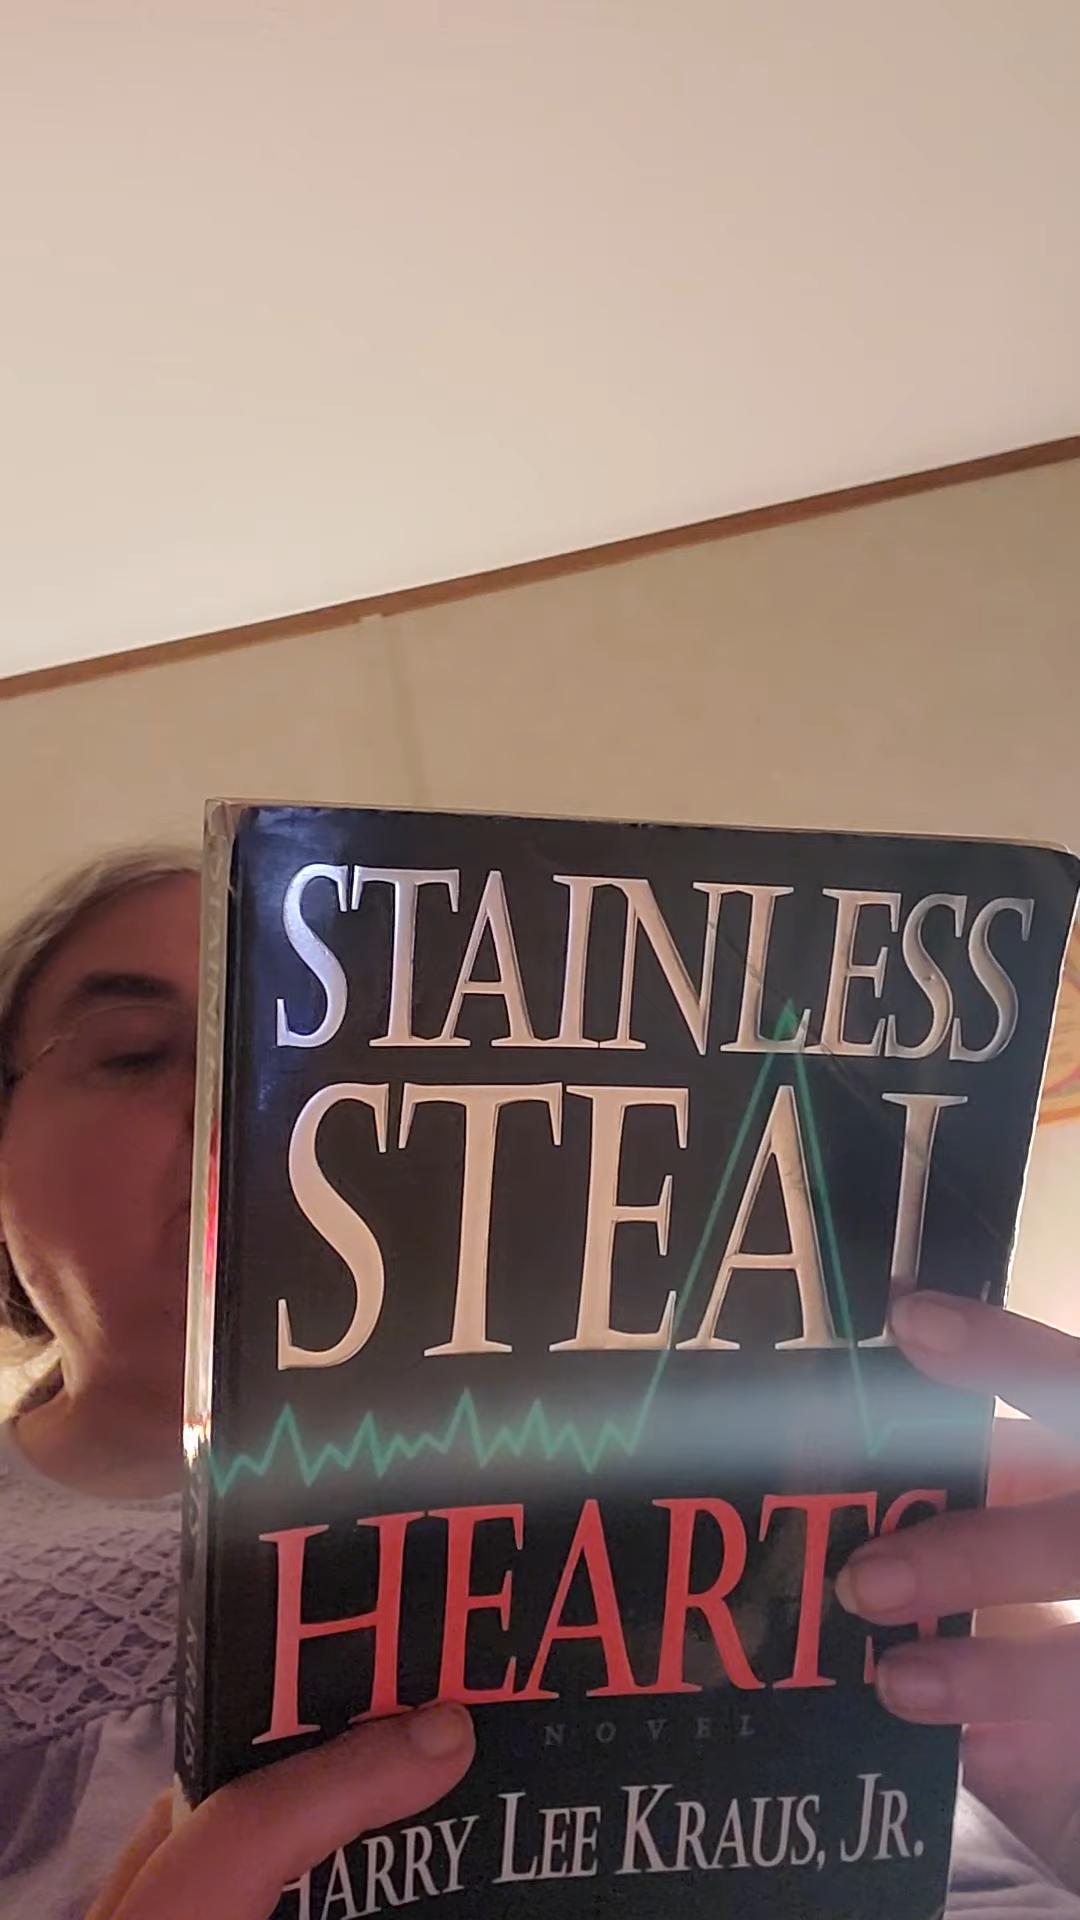 STAINLESS
STEAL
HEARTS
NOVEL
HARRY LEE KRAUS, JR.